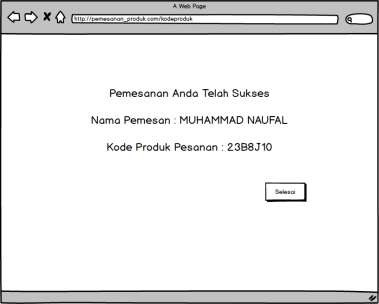 A Web Page
http://pemesanan_produk.com/kodeproduk
Pemesanan Anda Telah Sukses
Nama Pemesan : MUHAMMAD NAUFAL
Kode Produk Pesanan : 23B8J10
Selesai